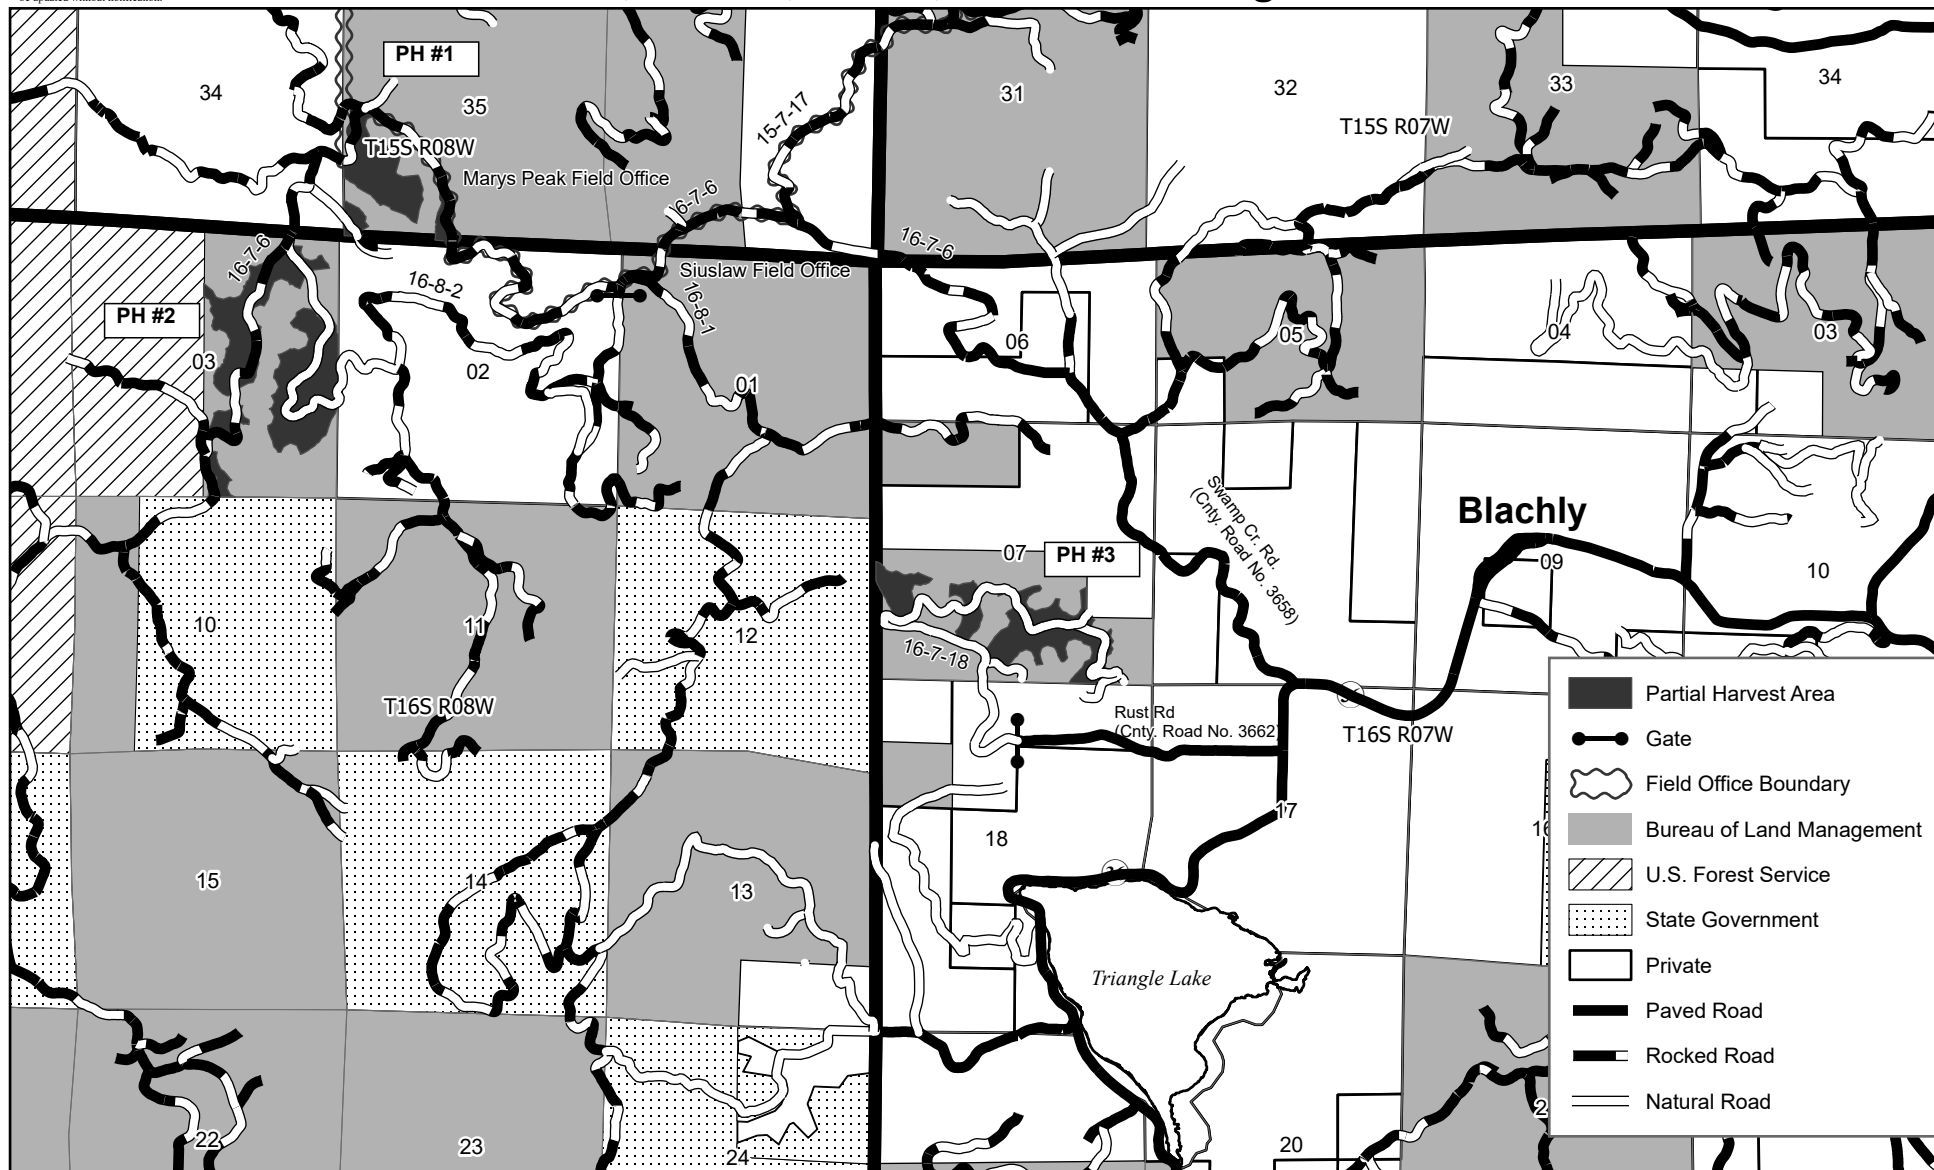 PH #1
34
35
31
32
33
34
15-7-17
T15S R07W
T15S R08W
Marys Peak Field Office
6-7-6
16-7-6
16-7-6
Siuslaw Field Office
16-8-2
16-8-1
PH #2
03
02
01
06
05
04
03
Swamp Cr. Rd.
(Cnty. Road No. 3658)
Blachly
07
PH #3
09
10
10
11
12
16-7-18
T16S R08W
Rust Rd
(Cnty. Road No. 3662)
T16S R07W
17
16
18
15
14
13
Triangle Lake
22
23
24
20
Partial Harvest Area
Gate
Field Office Boundary
Bureau of Land Management
U.S. Forest Service
State Government
Private
Paved Road
Rocked Road
Natural Road